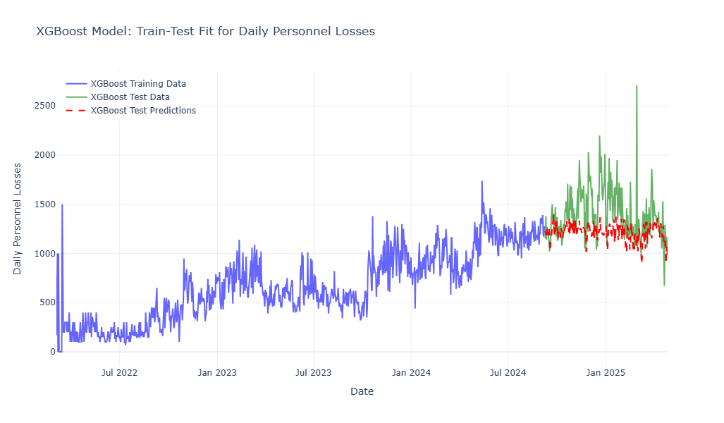 XGBoost Model: Train-Test Fit for Daily Personnel Losses
XGBoost Training Data
XGBoost Test Data
XGBoost Test Predictions
Daily Personnel Losses
2500
2000
1500
1000
500
0
Jul 2022
Jan 2023
Jul 2023
Jan 2024
Jul 2024
Jan 2025
Date